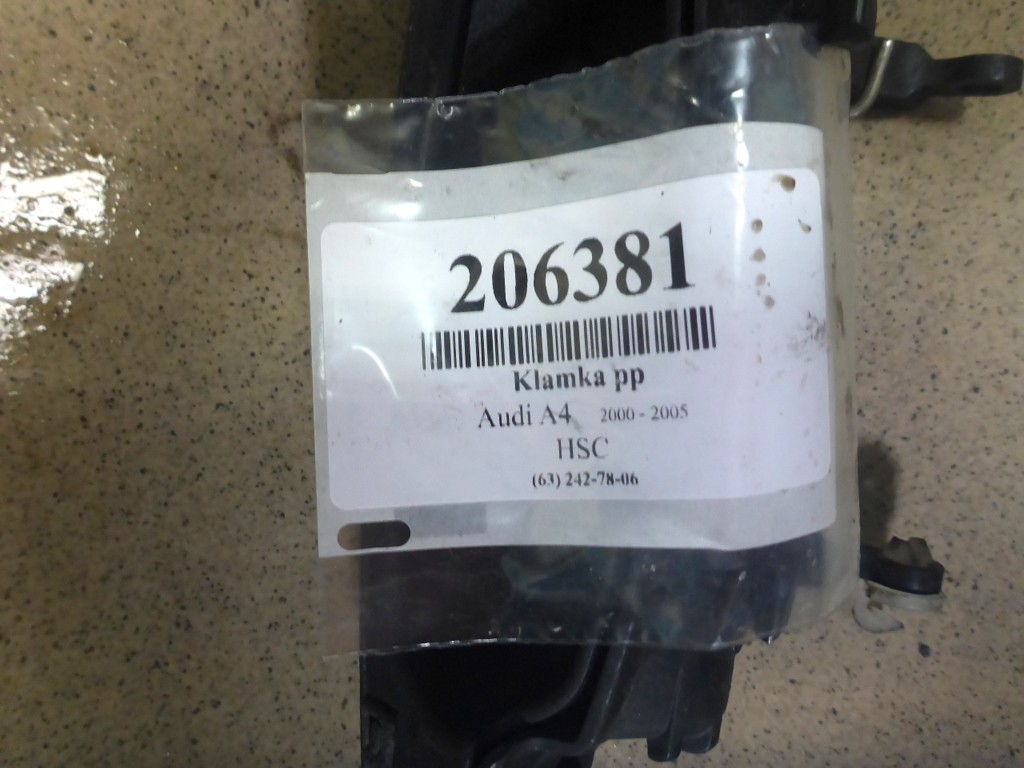 206381
Klamka pp
Audi A4 2000 - 2005
HSC
(63) 242-78-06